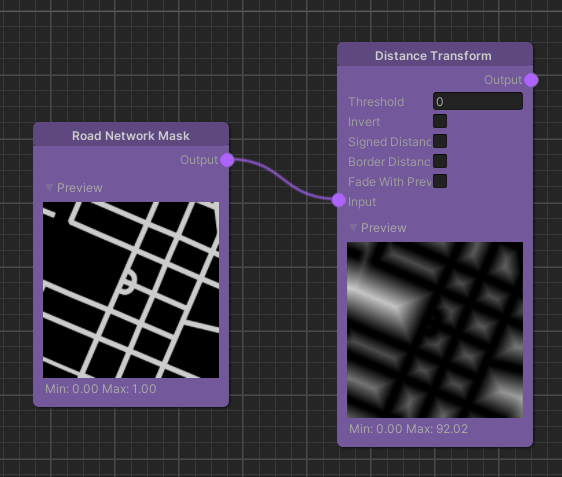 Distance Transform
Output
Threshold 0
Road Network Mask
Invert
Signed Distanc
Output
Border Distanc
Fade With Prev
Preview
Input
Preview
Min: 0.00 Max: 1.00
Min: 0.00 Max: 92.02